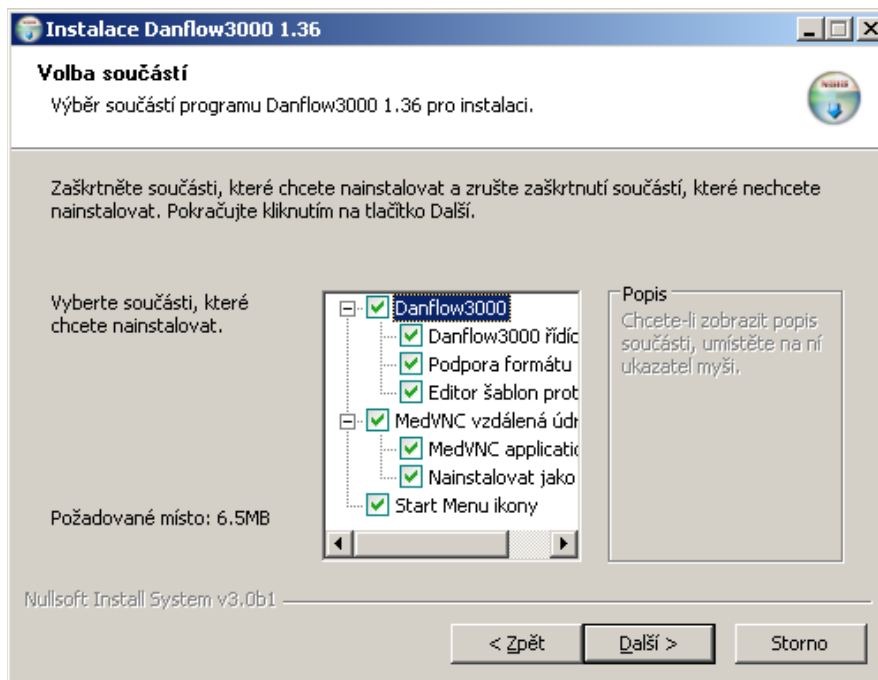 Instalace Danflow3000 1.36
Volba součástí
Výběr součástí programu Danflow3000 1.36 pro instalaci.
Zaškrtněte součásti, které chcete nainstalovat a zrušte zaškrtnutí součástí, které nechcete
nainstalovat. Pokračujte kliknutím na tlačítko Další.
Vyberte součásti, které
chcete nainstalovat.
Danflow3000
Danflow3000 řídíc
Podpora formátu
Editor šablon prot
MedVNC vzdálená údr
MedVNC applicatic
Nainstalovat jako
Start Menu ikony
Popis
Chcete-li zobrazit popis
součásti, umístěte na ní
ukazatel myši.
Požadované místo: 6.5MB
Nullsoft Install System v3.0b1
< Zpět
Další >
Storno